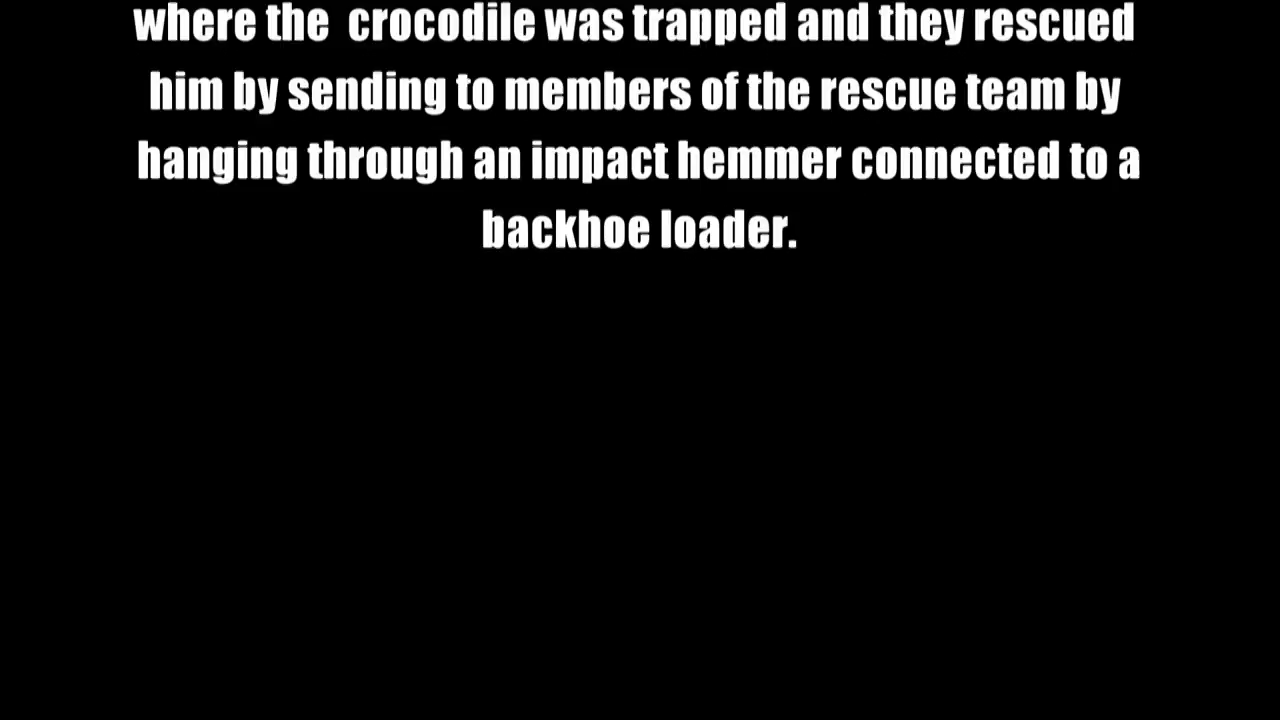 where the  crocodile was trapped and they rescued
him by sending to members of the rescue team by
hanging through an impact hemmer connected to a
backhoe loader.